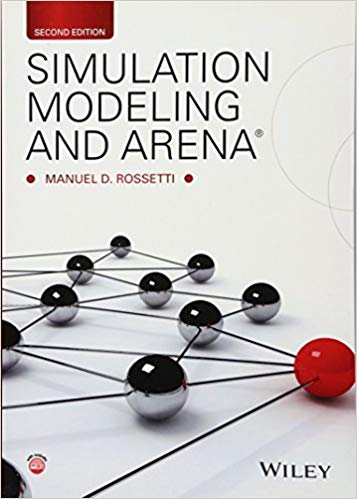 SECOND EDITION
SIMULATION
MODELING
AND ARENA®
MANUEL D. ROSSETTI
WILEY